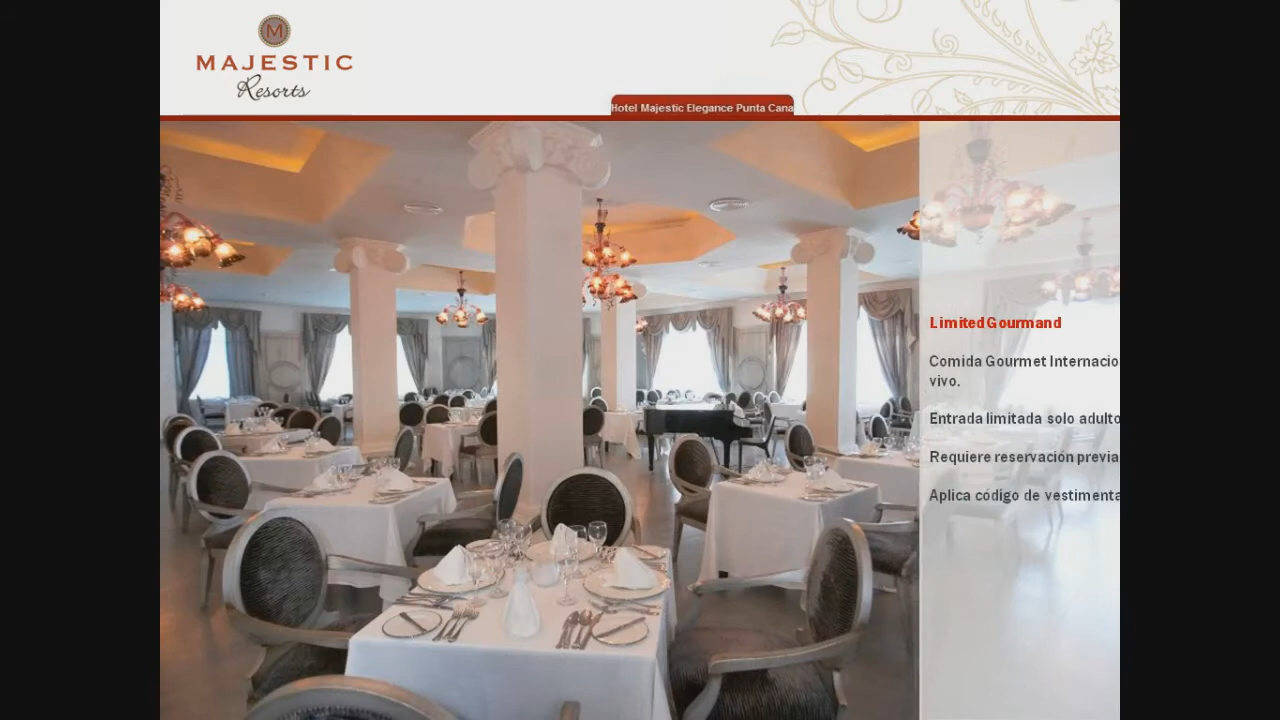 M
MAJESTIC
Resorts
Hotel Majestic Elegance Punta Cana
Limited Gourmand
Comida Gourmet Internacio
vivo.
Entrada limitada solo adulto
Requiere reservación previa
Aplica código de vestimenta